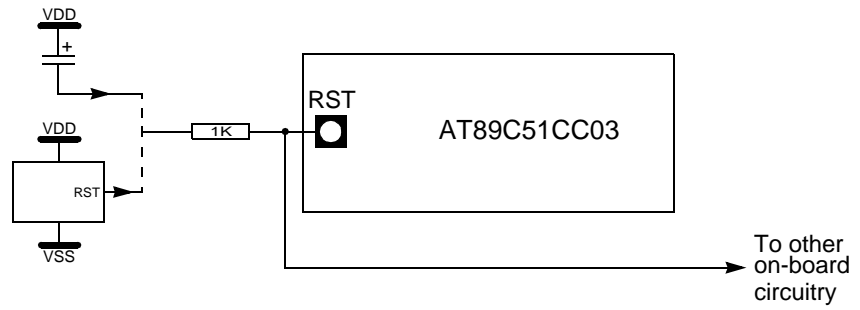 VDD
+
VDD
RST
VSS
1K
RST
AT89C51CC03
To other
on-board
circuitry